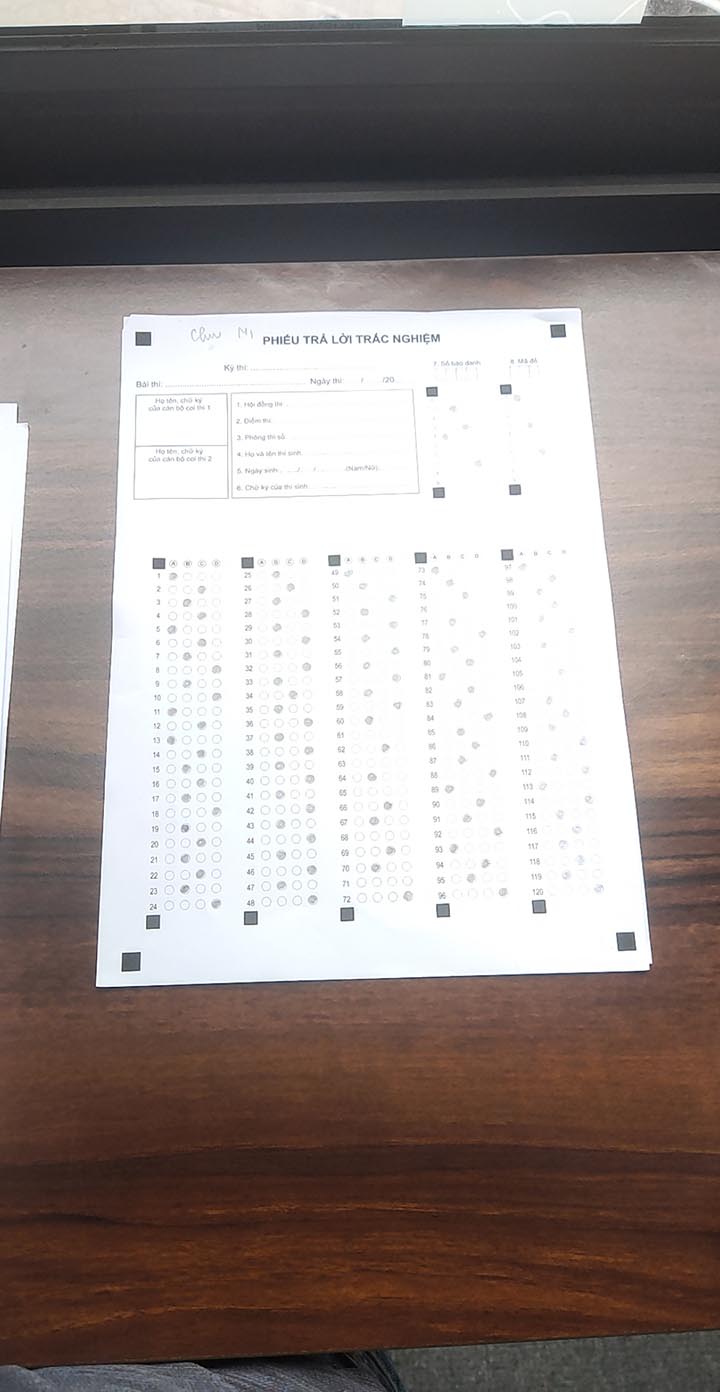 PHIẾU TRẢ LỜI TRẮC NGHIỆM
Kỳ thi:
Bài thi: Ngày thi: / /20
7. Số báo danh 8. Mã đề
Họ tên, chữ ký
của cán bộ coi thi 1
Họ tên, chữ ký
của cán bộ coi thi 2
1. Hội đồng thi
2. Điểm thi
3. Phòng thi số
4. Họ và tên thí sinh
5. Ngày sinh / / (Nam/Nữ)
6. Chữ ký của thí sinh
A B C D A B C D A B C D A B C D A B C D
1 25 49 73 97
2 26 50 74 98
3 27 51 75 99
4 28 52 76 100
5 29 53 77 101
6 30 54 78 102
7 31 55 79 103
8 32 56 80 104
9 33 57 81 105
10 34 58 82 106
11 35 59 83 107
12 36 60 84 108
13 37 61 85 109
14 38 62 86 110
15 39 63 87 111
16 40 64 88 112
17 41 65 89 113
18 42 66 90 114
19 43 67 91 115
20 44 68 92 116
21 45 69 93 117
22 46 70 94 118
23 47 71 95 119
24 48 72 96 120